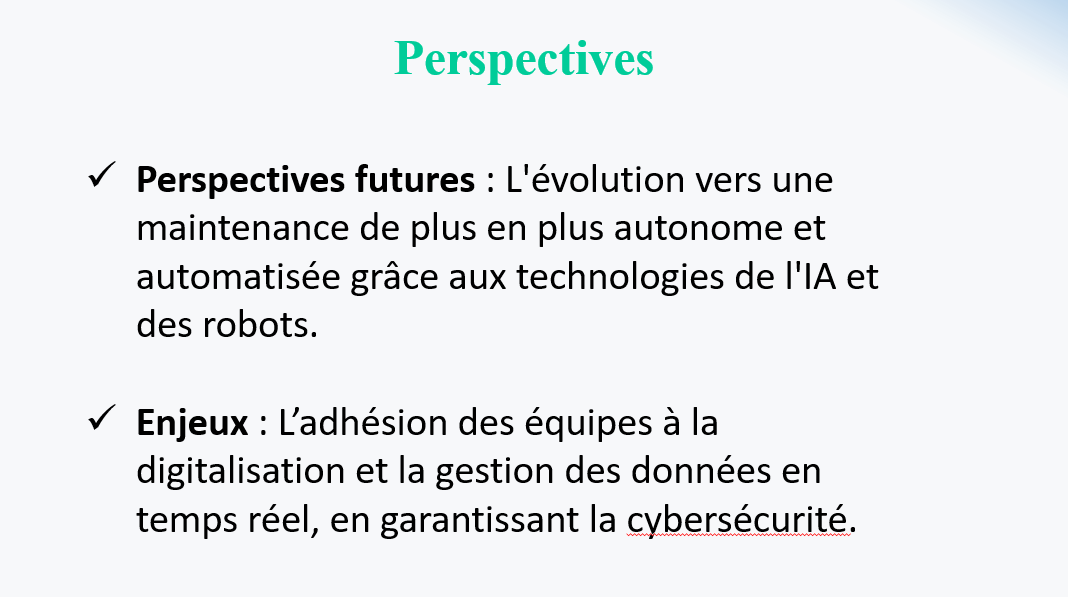 Perspectives
✓ Perspectives futures : L'évolution vers une
maintenance de plus en plus autonome et
automatisée grâce aux technologies de l'IA et
des robots.
✓ Enjeux : L’adhésion des équipes à la
digitalisation et la gestion des données en
temps réel, en garantissant la cybersécurité.